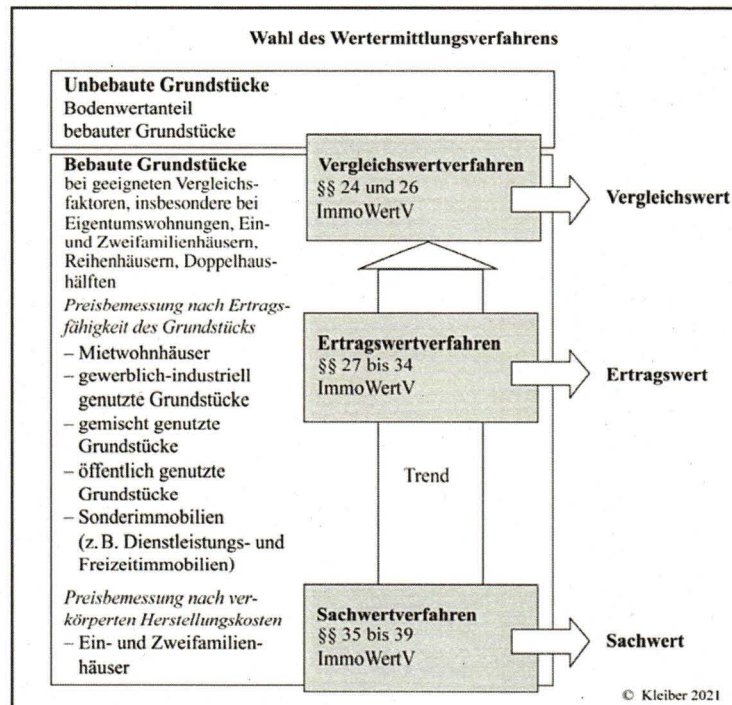 Wahl des Wertermittlungsverfahrens
Unbebaute Grundstücke
Bodenwertanteil
bebauter Grundstücke
Bebaute Grundstücke
bei geeigneten Vergleichs-
faktoren, insbesondere bei
Eigentumswohnungen, Ein-
und Zweifamilienhäusern,
Reihenhäusern, Doppelhaus-
hälften
Preisbemessung nach Ertrags-
fähigkeit des Grundstücks
– Mietwohnhäuser
– gewerblich-industriell
genutzte Grundstücke
– gemischt genutzte
Grundstücke
– öffentlich genutzte
Grundstücke
– Sonderimmobilien
(z. B. Dienstleistungs- und
Freizeitimmobilien)
Preisbemessung nach ver-
körperten Herstellungskosten
– Ein- und Zweifamilien-
häuser
Vergleichswertverfahren
§§ 24 und 26
ImmoWertV
Vergleichswert
Ertragswertverfahren
§§ 27 bis 34
ImmoWertV
Ertragswert
Trend
Sachwertverfahren
§§ 35 bis 39
ImmoWertV
Sachwert
© Kleiber 2021